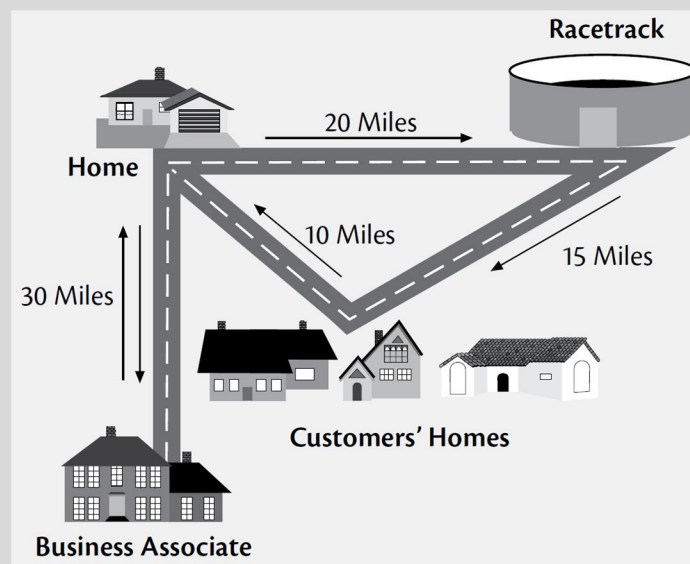 Racetrack
20 Miles
Home
10 Miles
15 Miles
30 Miles
Customers' Homes
Business Associate